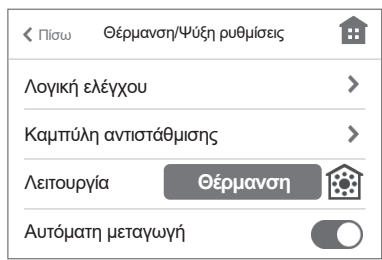 Πίσω Θέρμανση/Ψύξη ρυθμίσεις
Λογική ελέγχου
Καμπύλη αντιστάθμισης
Λειτουργία Θέρμανση
Αυτόματη μεταγωγή